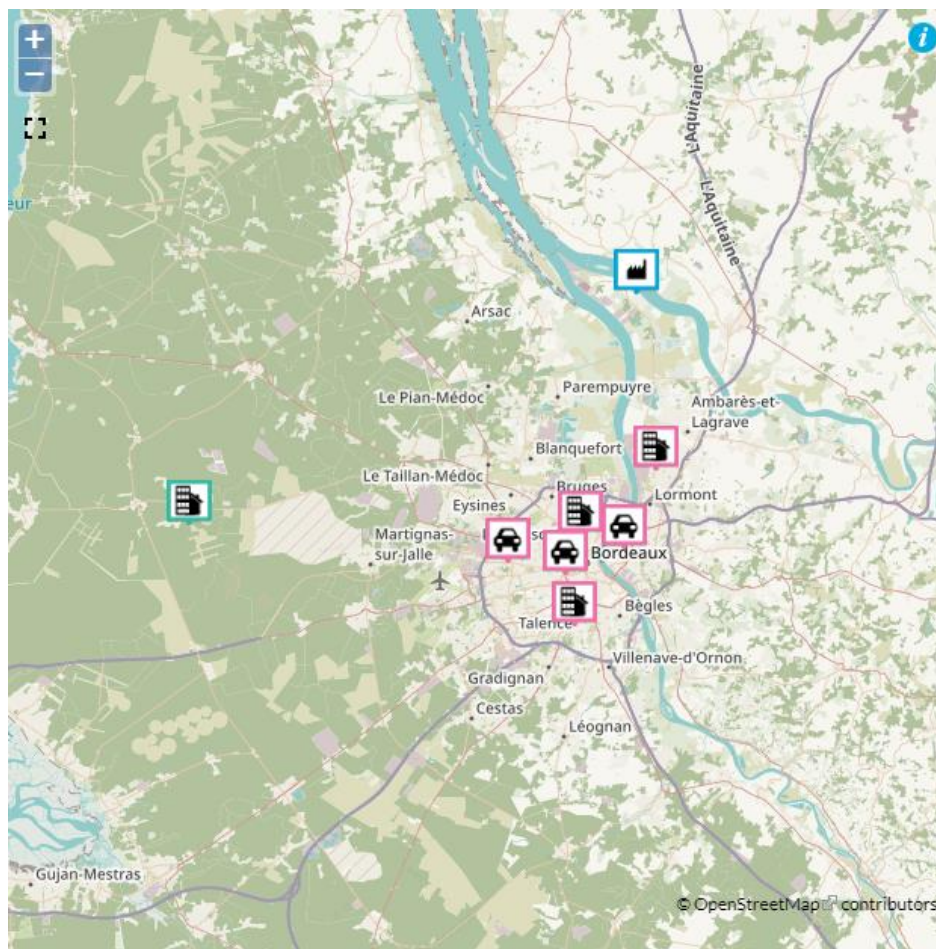 +
−
i
L'Aquitaine
L'Aquitaine
eur
Arsac
Le Pian-Médoc
Parempuyre
Ambarès-et-
Lagrave
Blanquefort
Le Taillan-Médoc
Bruges
Eysines
Lormont
Martignas-
sur-Jalle
Bordeaux
Bègles
Talence
Villenave-d'Ornon
Gradignan
Cestas
Léognan
Gujan-Mestras
© OpenStreetMap contributors